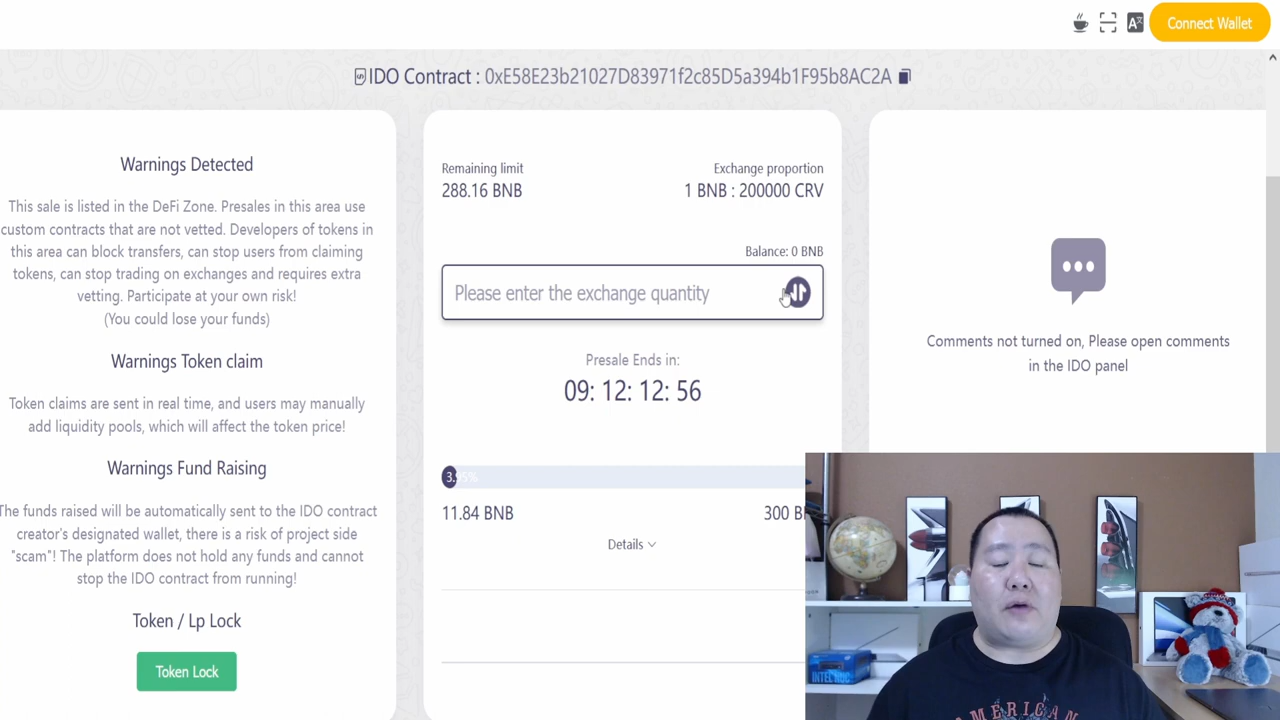 Connect Wallet
IDO Contract : 0xE58E23b21027D83971f2c85D5a394b1F95b8AC2A
Warnings Detected
This sale is listed in the DeFi Zone. Presales in this area use
custom contracts that are not vetted. Developers of tokens in
this area can block transfers, can stop users from claiming
tokens, can stop trading on exchanges and requires extra
vetting. Participate at your own risk!
(You could lose your funds)
Warnings Token claim
Token claims are sent in real time, and users may manually
add liquidity pools, which will affect the token price!
Warnings Fund Raising
The funds raised will be automatically sent to the IDO contract
creator's designated wallet, there is a risk of project side
"scam"! The platform does not hold any funds and cannot
stop the IDO contract from running!
Token / Lp Lock
Token Lock
Remaining limit
288.16 BNB
Exchange proportion
1 BNB : 200000 CRV
Balance: 0 BNB
Please enter the exchange quantity
Presale Ends in:
09: 12: 12: 56
3.95%
11.84 BNB
300 B
Details
Comments not turned on, Please open comments
in the IDO panel
INTEL NUC
AMERICAN